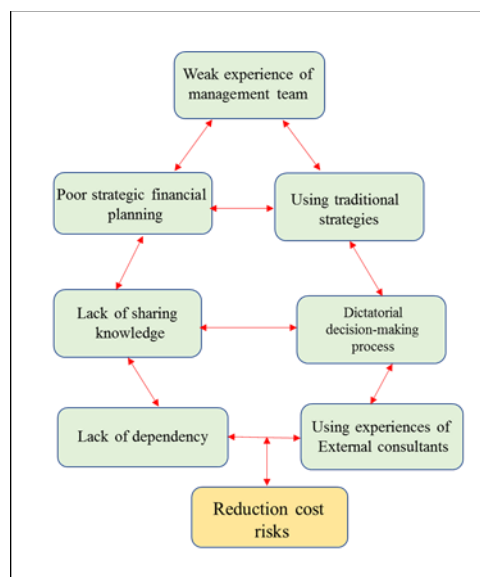 Weak experience of
management team
Poor strategic financial
planning
Using traditional
strategies
Lack of sharing
knowledge
Dictatorial
decision-making
process
Lack of dependency
Using experiences of
External consultants
Reduction cost
risks